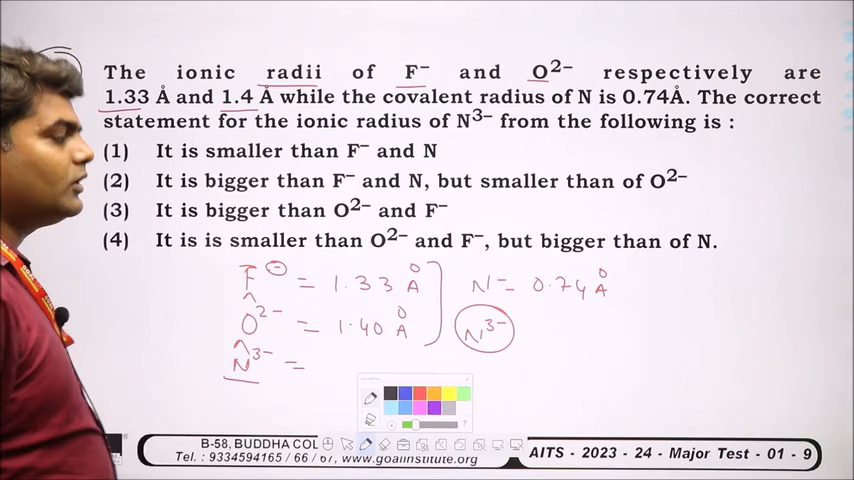 The ionic radii of F⁻ and O²⁻ respectively are
1.33 Å and 1.4 Å while the covalent radius of N is 0.74Å. The correct
statement for the ionic radius of N³⁻ from the following is :
(1) It is smaller than F⁻ and N
(2) It is bigger than F⁻ and N, but smaller than of O²⁻
(3) It is bigger than O²⁻ and F⁻
(4) It is is smaller than O²⁻ and F⁻, but bigger than of N.
F⁻ = 1.33 Å
N = 0.74 Å
O²⁻ = 1.40 Å
N³⁻
N³⁻ =
7
B-58, BUDDHA COL
Tel. : 9334594165 / 66 / 67, www.goalinstitute.org
AITS - 2023 - 24 - Major Test - 01 - 9